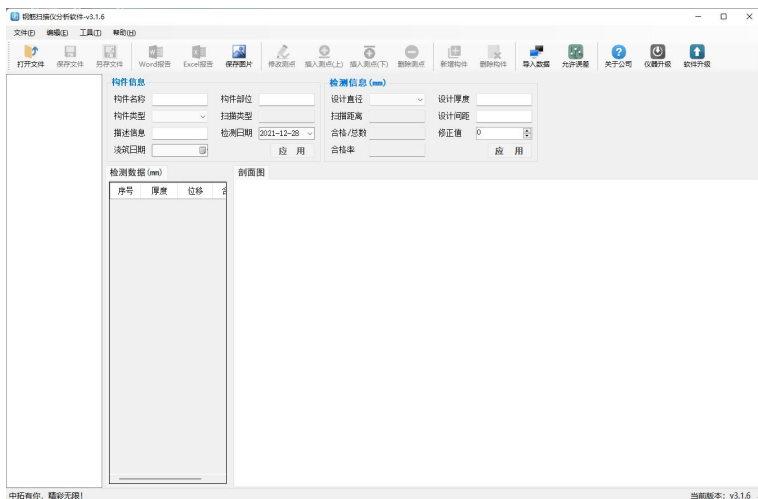 钢筋扫描仪分析软件-v3.1.6
文件(F) 编辑(E) 工具(T) 帮助(H)
打开文件 保存文件 另存文件 Word报告 Excel报告 保存图片 修改测点 插入测点(上) 插入测点(下) 删除测点 新增构件 删除构件 导入数据 允许误差 关于公司 仪器升级 软件升级
构件信息 检测信息(mm)
构件名称 构件部位 设计直径 设计厚度
构件类型 扫描类型 扫描距离 设计间距
描述信息 检测日期 2021-12-28 合格/总数 修正值 0
浇筑日期 应 用 合格率 应 用
检测数据(mm) 剖面图
序号 厚度 位移
中拓有你，精彩无限! 当前版本: v3.1.6